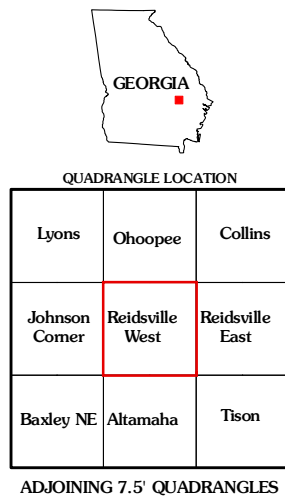 GEORGIA
QUADRANGLE LOCATION
Lyons
Ohoopee
Collins
Johnson
Corner
Reidsville
West
Reidsville
East
Baxley NE
Altamaha
Tison
ADJOINING 7.5' QUADRANGLES